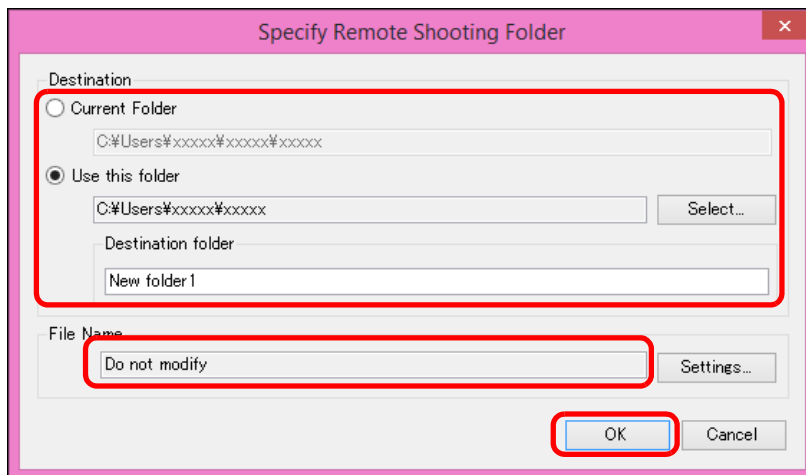 Specify Remote Shooting Folder
Destination
Current Folder
C:¥Users¥xxxxx¥xxxxx¥xxxxx
Use this folder
C:¥Users¥xxxxx¥xxxxx
Select...
Destination folder
New folder1
File Name
Do not modify
Settings...
OK
Cancel